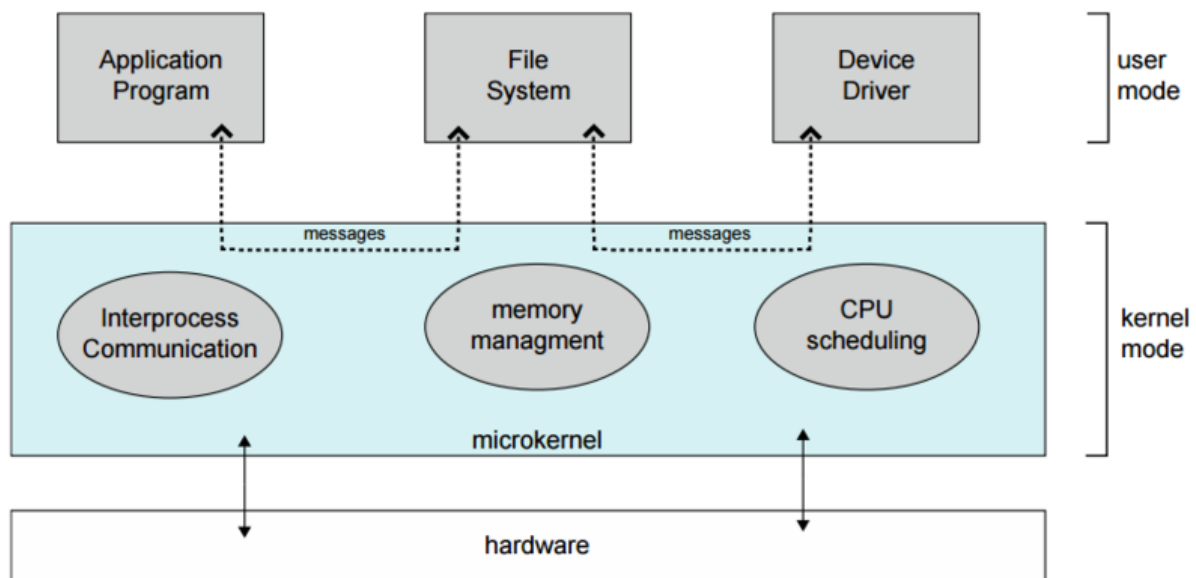 Application
Program
File
System
Device
Driver
user
mode
messages
messages
Interprocess
Communication
memory
managment
CPU
scheduling
kernel
mode
microkernel
hardware